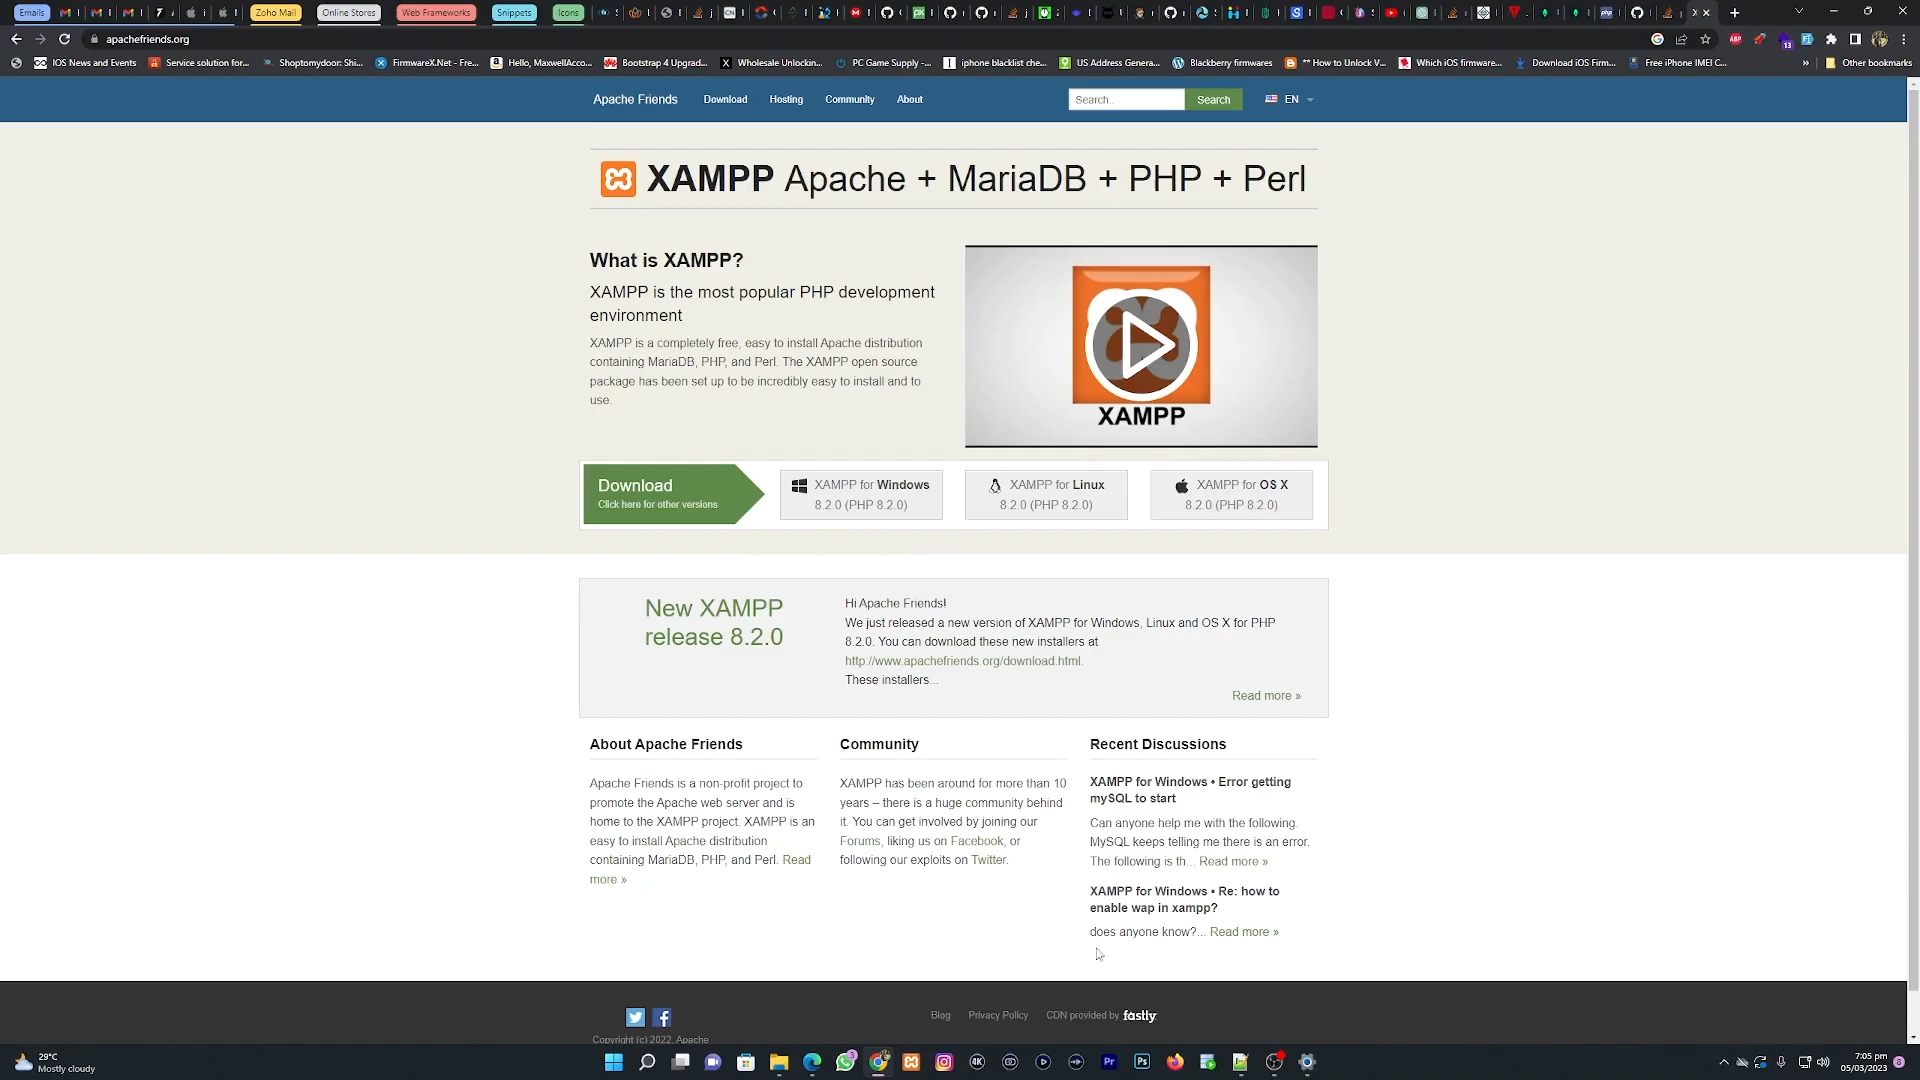 Emails
Zoho Mail
Online Stores
Web Frameworks
Snippets
Icons
apachefriends.org
IOS News and Events
Service solution for...
Shoptomydoor: Shi...
FirmwareX.Net - Fre...
Hello, MaxwellAcco...
Bootstrap 4 Upgrad...
Wholesale Unlockin...
PC Game Supply -...
iphone blacklist che...
US Address Genera...
Blackberry firmwares
** How to Unlock V...
Which iOS firmware...
Download iOS Firm...
Free iPhone IMEI C...
»
Other bookmarks
Apache Friends
Download
Hosting
Community
About
Search..
Search
EN
XAMPP Apache + MariaDB + PHP + Perl
What is XAMPP?
XAMPP is the most popular PHP development
environment
XAMPP is a completely free, easy to install Apache distribution
containing MariaDB, PHP, and Perl. The XAMPP open source
package has been set up to be incredibly easy to install and to
use.
XAMPP
Download
Click here for other versions
XAMPP for Windows
8.2.0 (PHP 8.2.0)
XAMPP for Linux
8.2.0 (PHP 8.2.0)
XAMPP for OS X
8.2.0 (PHP 8.2.0)
New XAMPP
release 8.2.0
Hi Apache Friends!
We just released a new version of XAMPP for Windows, Linux and OS X for PHP
8.2.0. You can download these new installers at
http://www.apachefriends.org/download.html.
These installers...
Read more »
About Apache Friends
Apache Friends is a non-profit project to
promote the Apache web server and is
home to the XAMPP project. XAMPP is an
easy to install Apache distribution
containing MariaDB, PHP, and Perl. Read
more »
Community
XAMPP has been around for more than 10
years – there is a huge community behind
it. You can get involved by joining our
Forums, liking us on Facebook, or
following our exploits on Twitter.
Recent Discussions
XAMPP for Windows • Error getting
mySQL to start
Can anyone help me with the following.
MySQL keeps telling me there is an error.
The following is th... Read more »
XAMPP for Windows • Re: how to
enable wap in xampp?
does anyone know?... Read more »
Blog
Privacy Policy
CDN provided by fastly
Copyright (c) 2022, Apache
29°C
Mostly cloudy
7:05 pm
05/03/2023